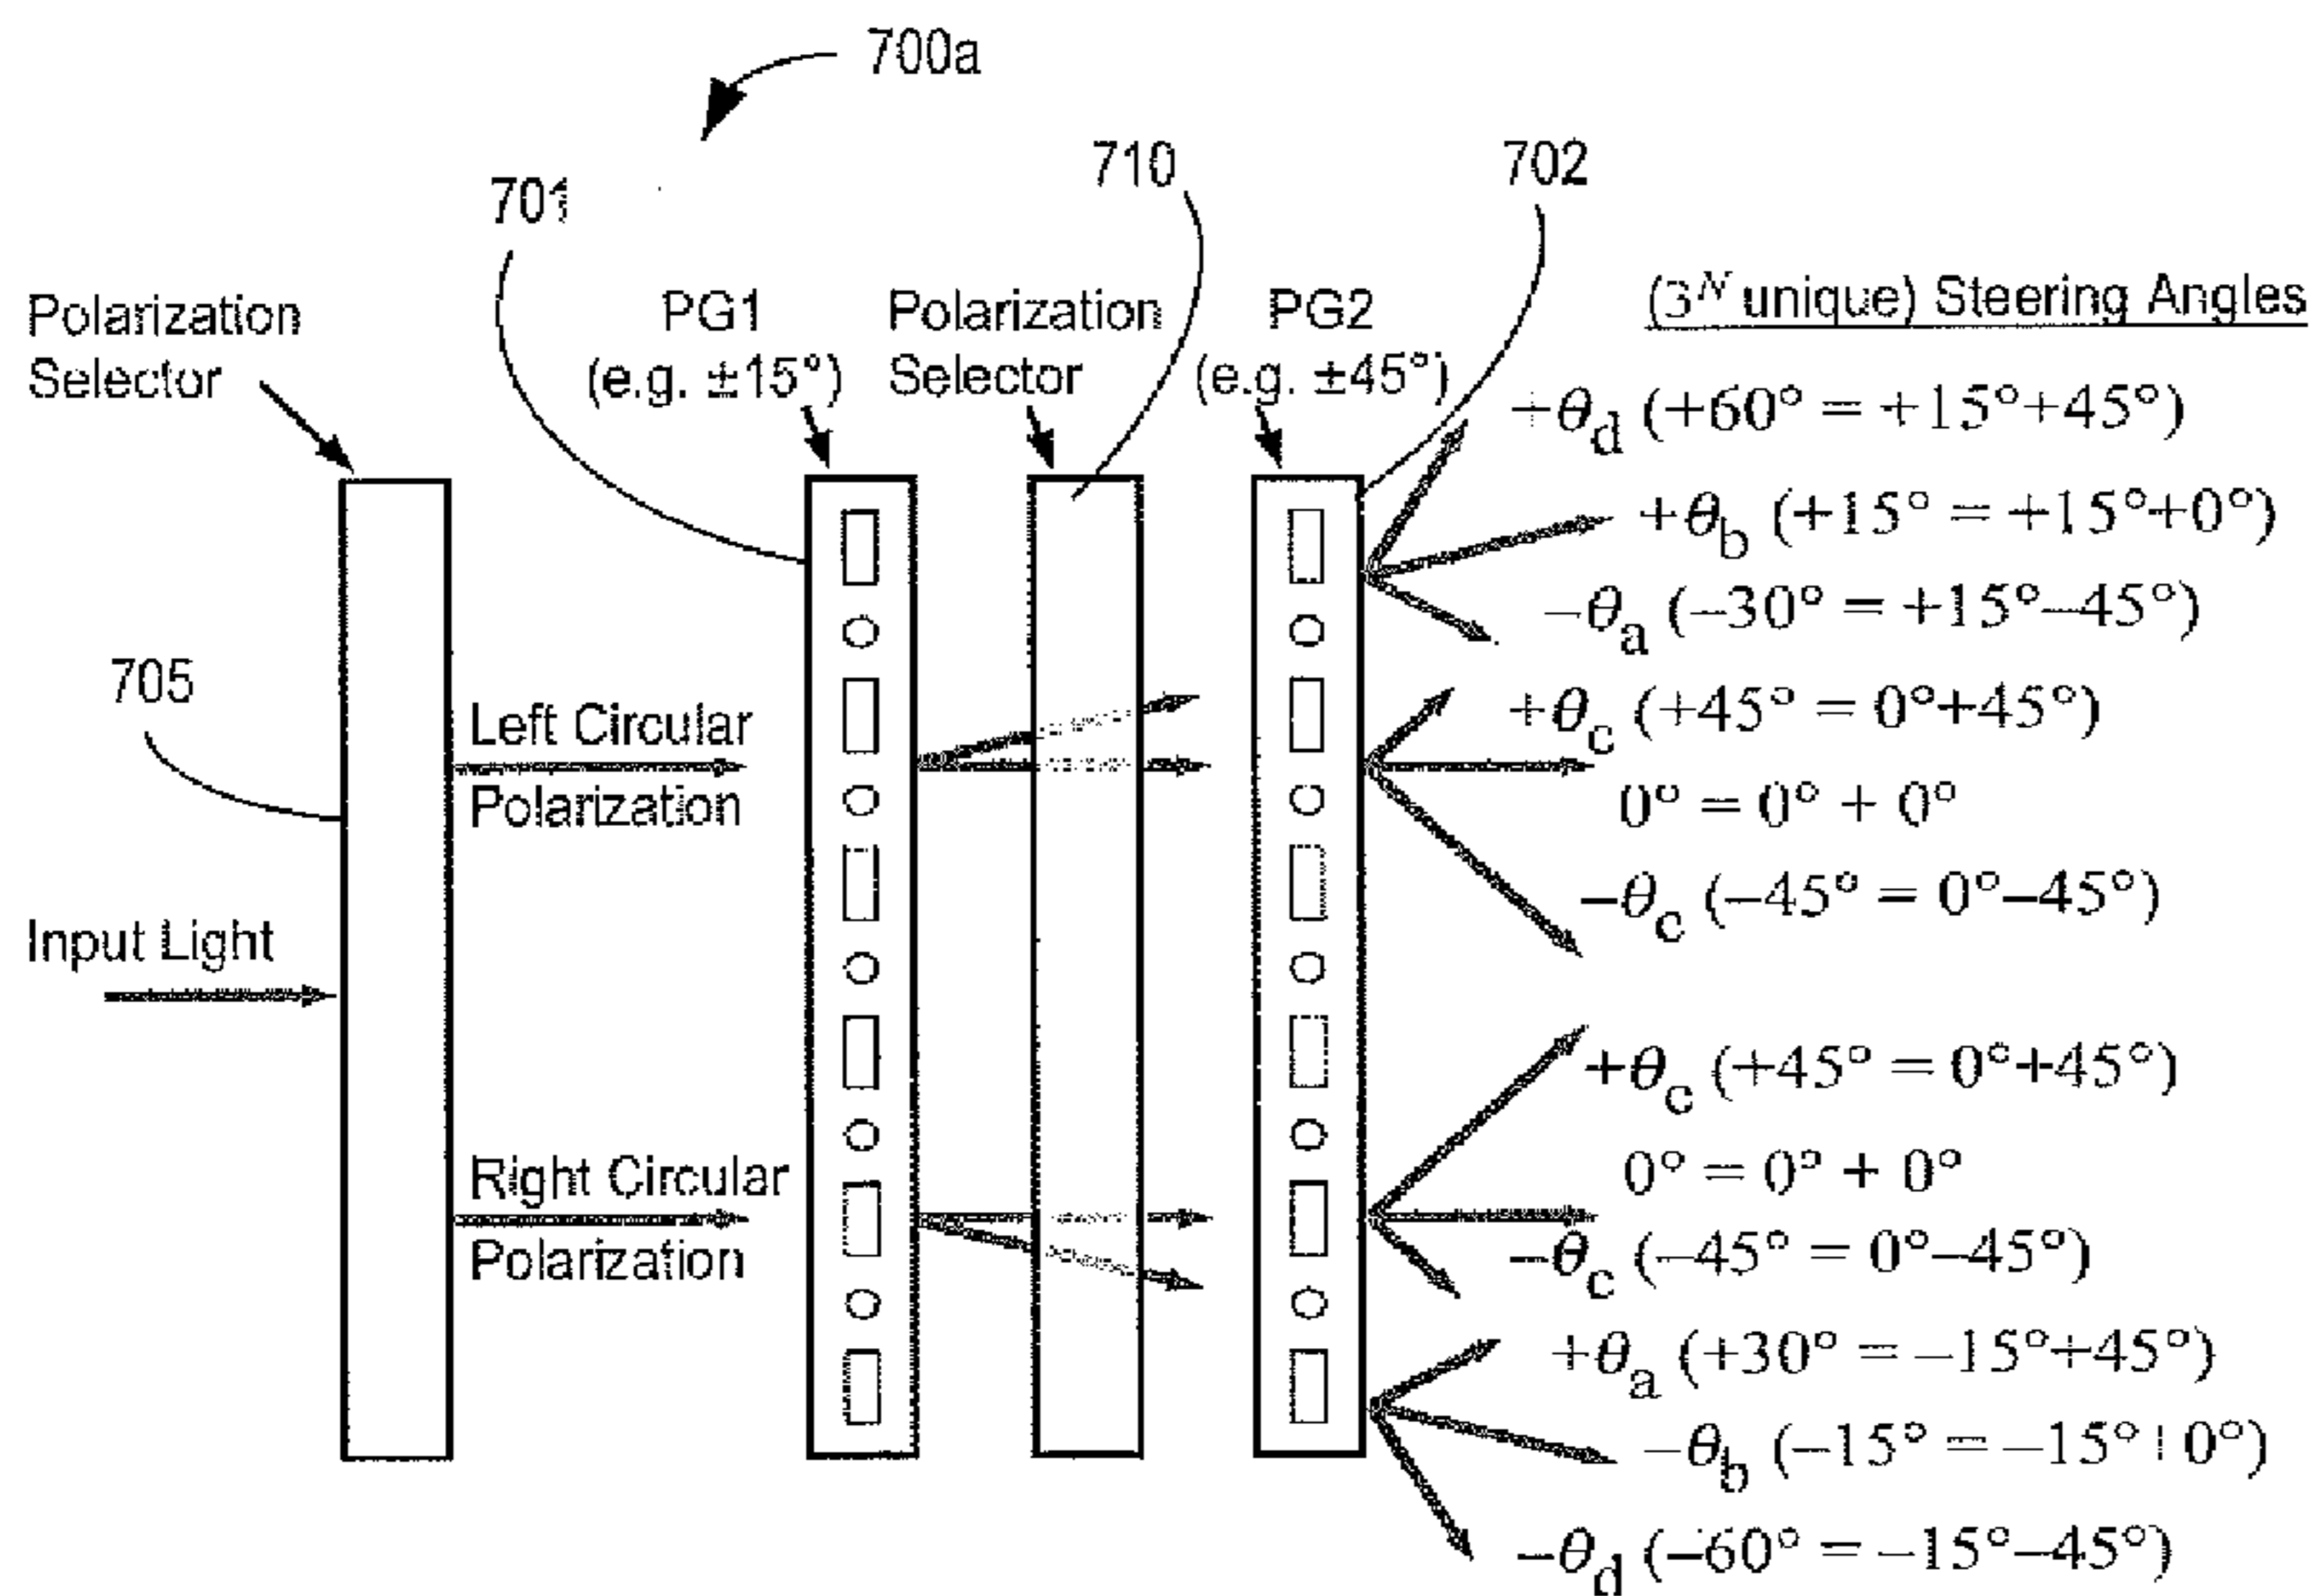 700a
701
710
702
Polarization
Selector
PG1
(e.g. ±15°)
Polarization
Selector
PG2
(e.g. ±45°)
(3^N unique) Steering Angles
+θd (+60° = +15°+45°)
+θb (+15° = +15°+0°)
−θa (−30° = +15°−45°)
705
Left Circular
Polarization
+θc (+45° = 0°+45°)
0° = 0° + 0°
−θc (−45° = 0°−45°)
Input Light
+θc (+45° = 0°+45°)
0° = 0° + 0°
−θc (−45° = 0°−45°)
Right Circular
Polarization
+θa (+30° = −15°+45°)
−θb (−15° = −15°+0°)
−θd (−60° = −15°−45°)